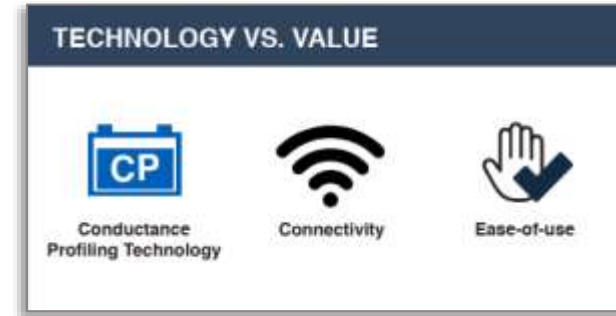 TECHNOLOGY VS. VALUE
CP
Conductance
Profiling Technology
Connectivity
Ease-of-use